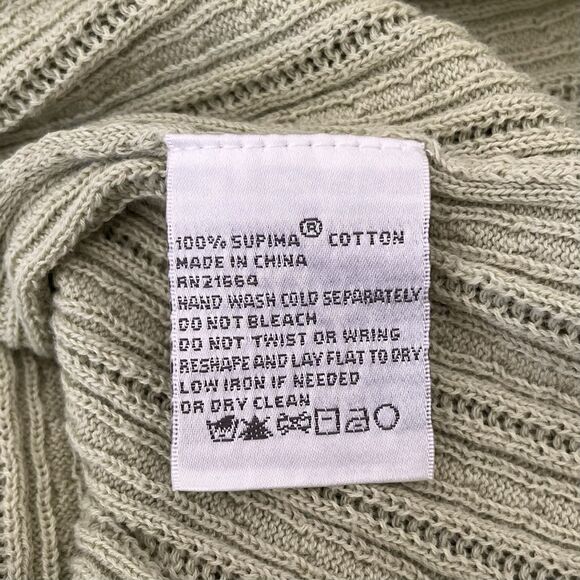 100% SUPIMA® COTTON
MADE IN CHINA
RN21664
HAND WASH COLD SEPARATELY
DO NOT BLEACH
DO NOT TWIST OR WRING
RESHAPE AND LAY FLAT TO DRY
LOW IRON IF NEEDED
OR DRY CLEAN